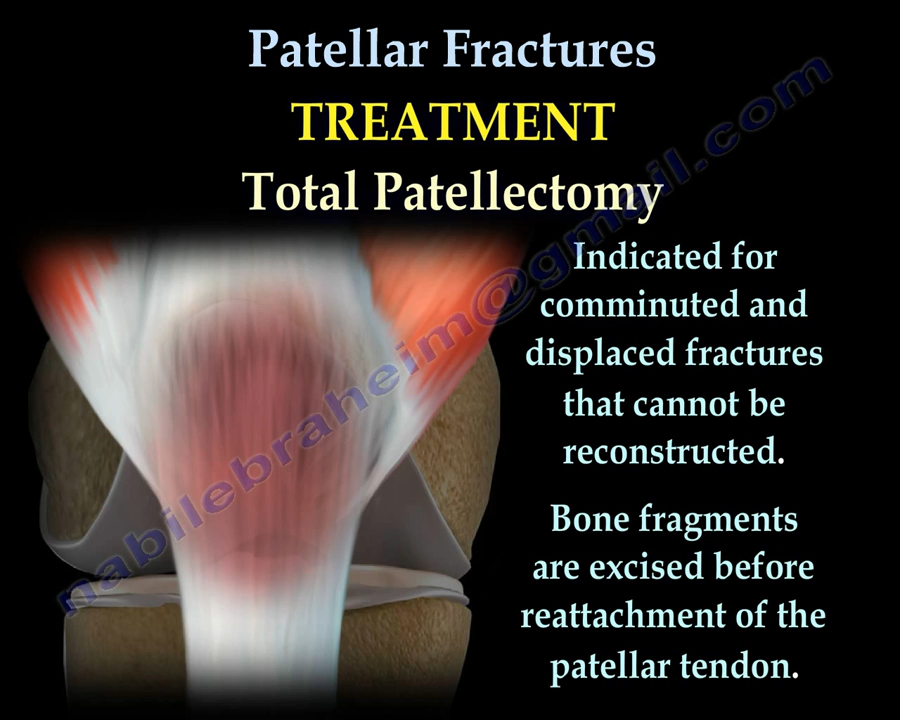 Patellar Fractures
TREATMENT
Total Patellectomy
Indicated for
comminuted and
displaced fractures
that cannot be
reconstructed.
Bone fragments
are excised before
reattachment of the
patellar tendon.
nabilebraheim@gmail.com